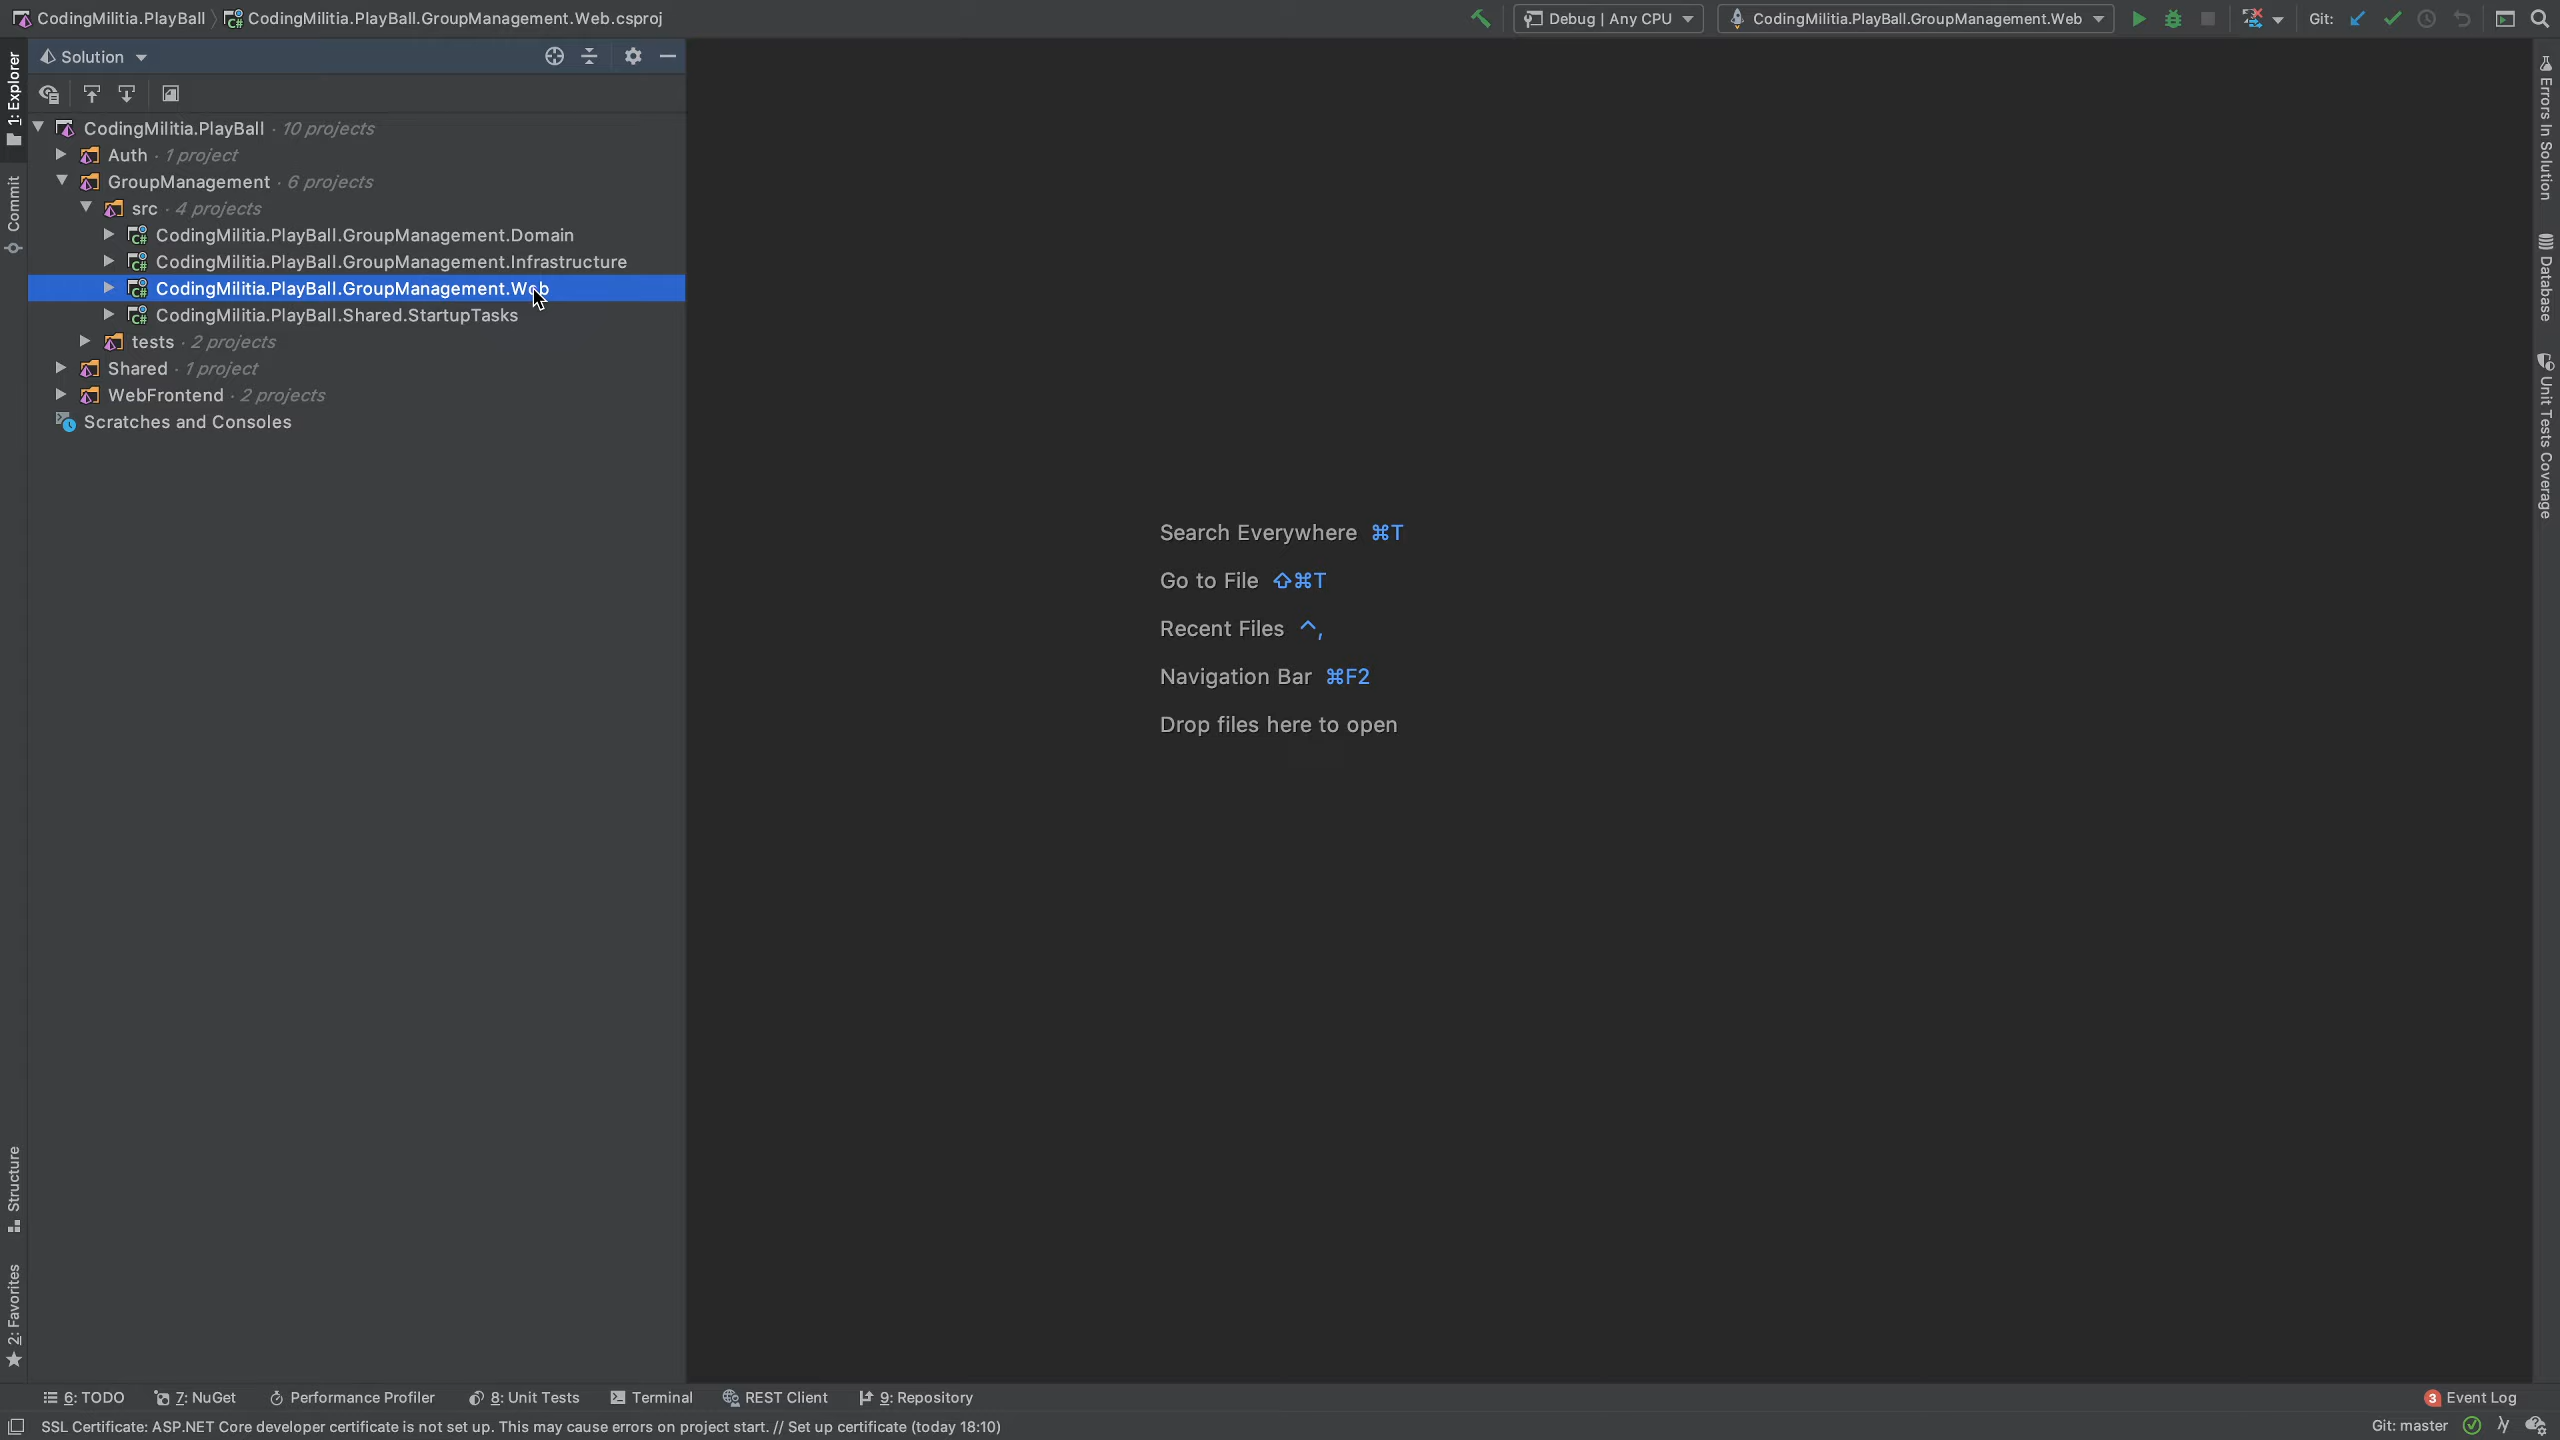 CodingMilitia.PlayBall CodingMilitia.PlayBall.GroupManagement.Web.csproj Debug | Any CPU CodingMilitia.PlayBall.GroupManagement.Web Git:
Solution
1: Explorer
Commit
CodingMilitia.PlayBall · 10 projects
Auth · 1 project
GroupManagement · 6 projects
src · 4 projects
CodingMilitia.PlayBall.GroupManagement.Domain
CodingMilitia.PlayBall.GroupManagement.Infrastructure
CodingMilitia.PlayBall.GroupManagement.Web
CodingMilitia.PlayBall.Shared.StartupTasks
tests · 2 projects
Shared · 1 project
WebFrontend · 2 projects
Scratches and Consoles
Search Everywhere ⌘T
Go to File ⇧⌘T
Recent Files ^,
Navigation Bar ⌘F2
Drop files here to open
Errors In Solution
Database
Unit Tests Coverage
Structure
2: Favorites
6: TODO 7: NuGet Performance Profiler 8: Unit Tests Terminal REST Client 9: Repository 3 Event Log
SSL Certificate: ASP.NET Core developer certificate is not set up. This may cause errors on project start. // Set up certificate (today 18:10) Git: master